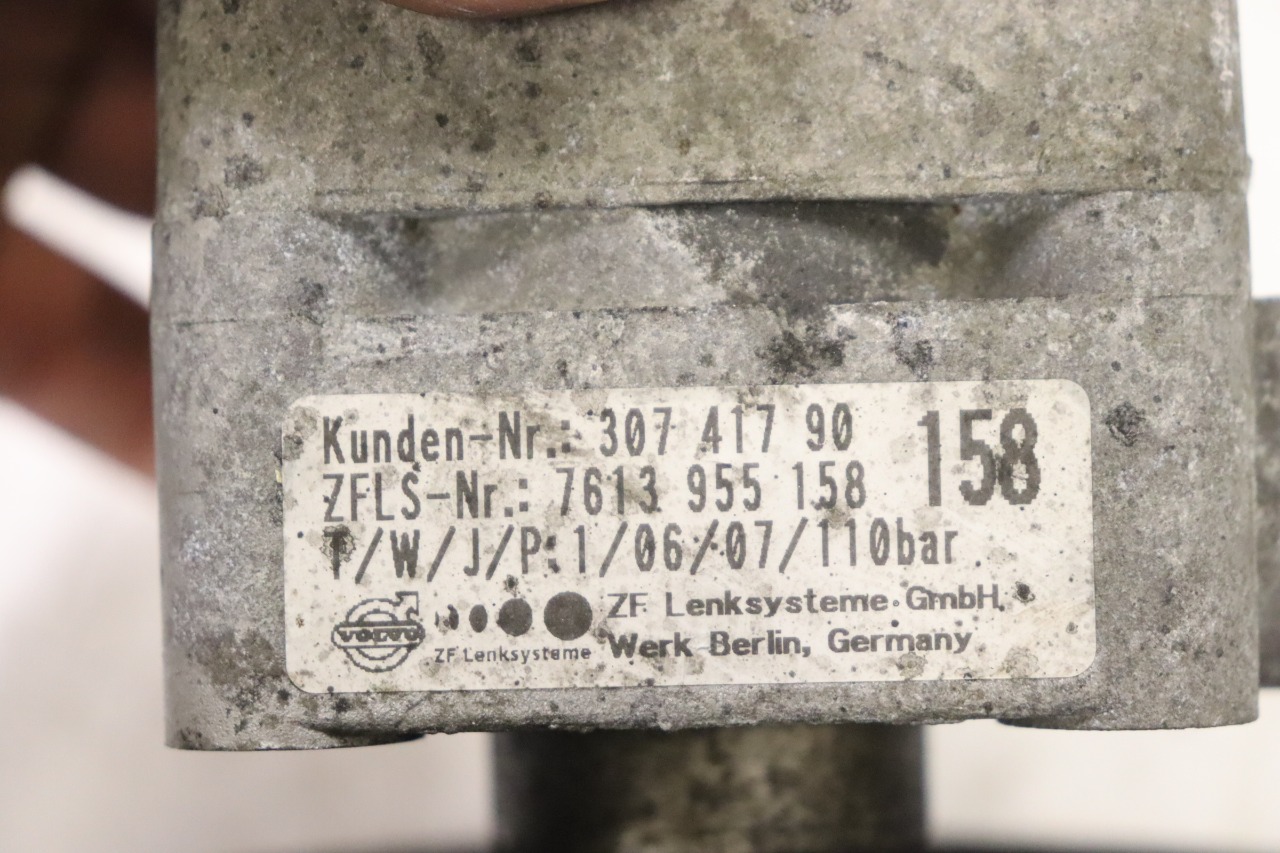 Kunden-Nr.: 307 417 90
158
ZFLS-Nr.: 7613 955 158
T/W/J/P:1/06/07/110bar
VOLVO
ZF Lenksysteme
ZF Lenksysteme GmbH,
Werk Berlin, Germany